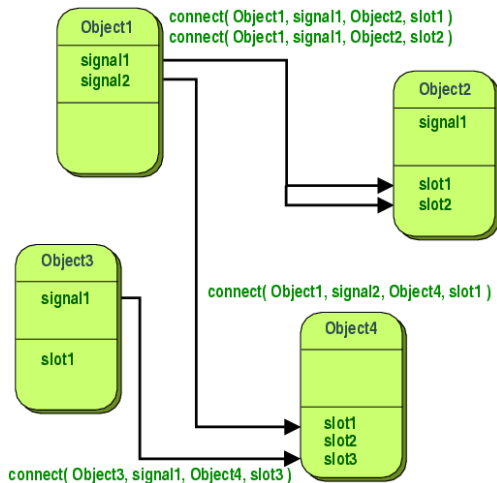 connect( Object1, signal1, Object2, slot1 )
connect( Object1, signal1, Object2, slot2 )
Object1
signal1
signal2
Object2
signal1
slot1
slot2
Object3
signal1
slot1
connect( Object1, signal2, Object4, slot1 )
Object4
slot1
slot2
slot3
connect( Object3, signal1, Object4, slot3 )